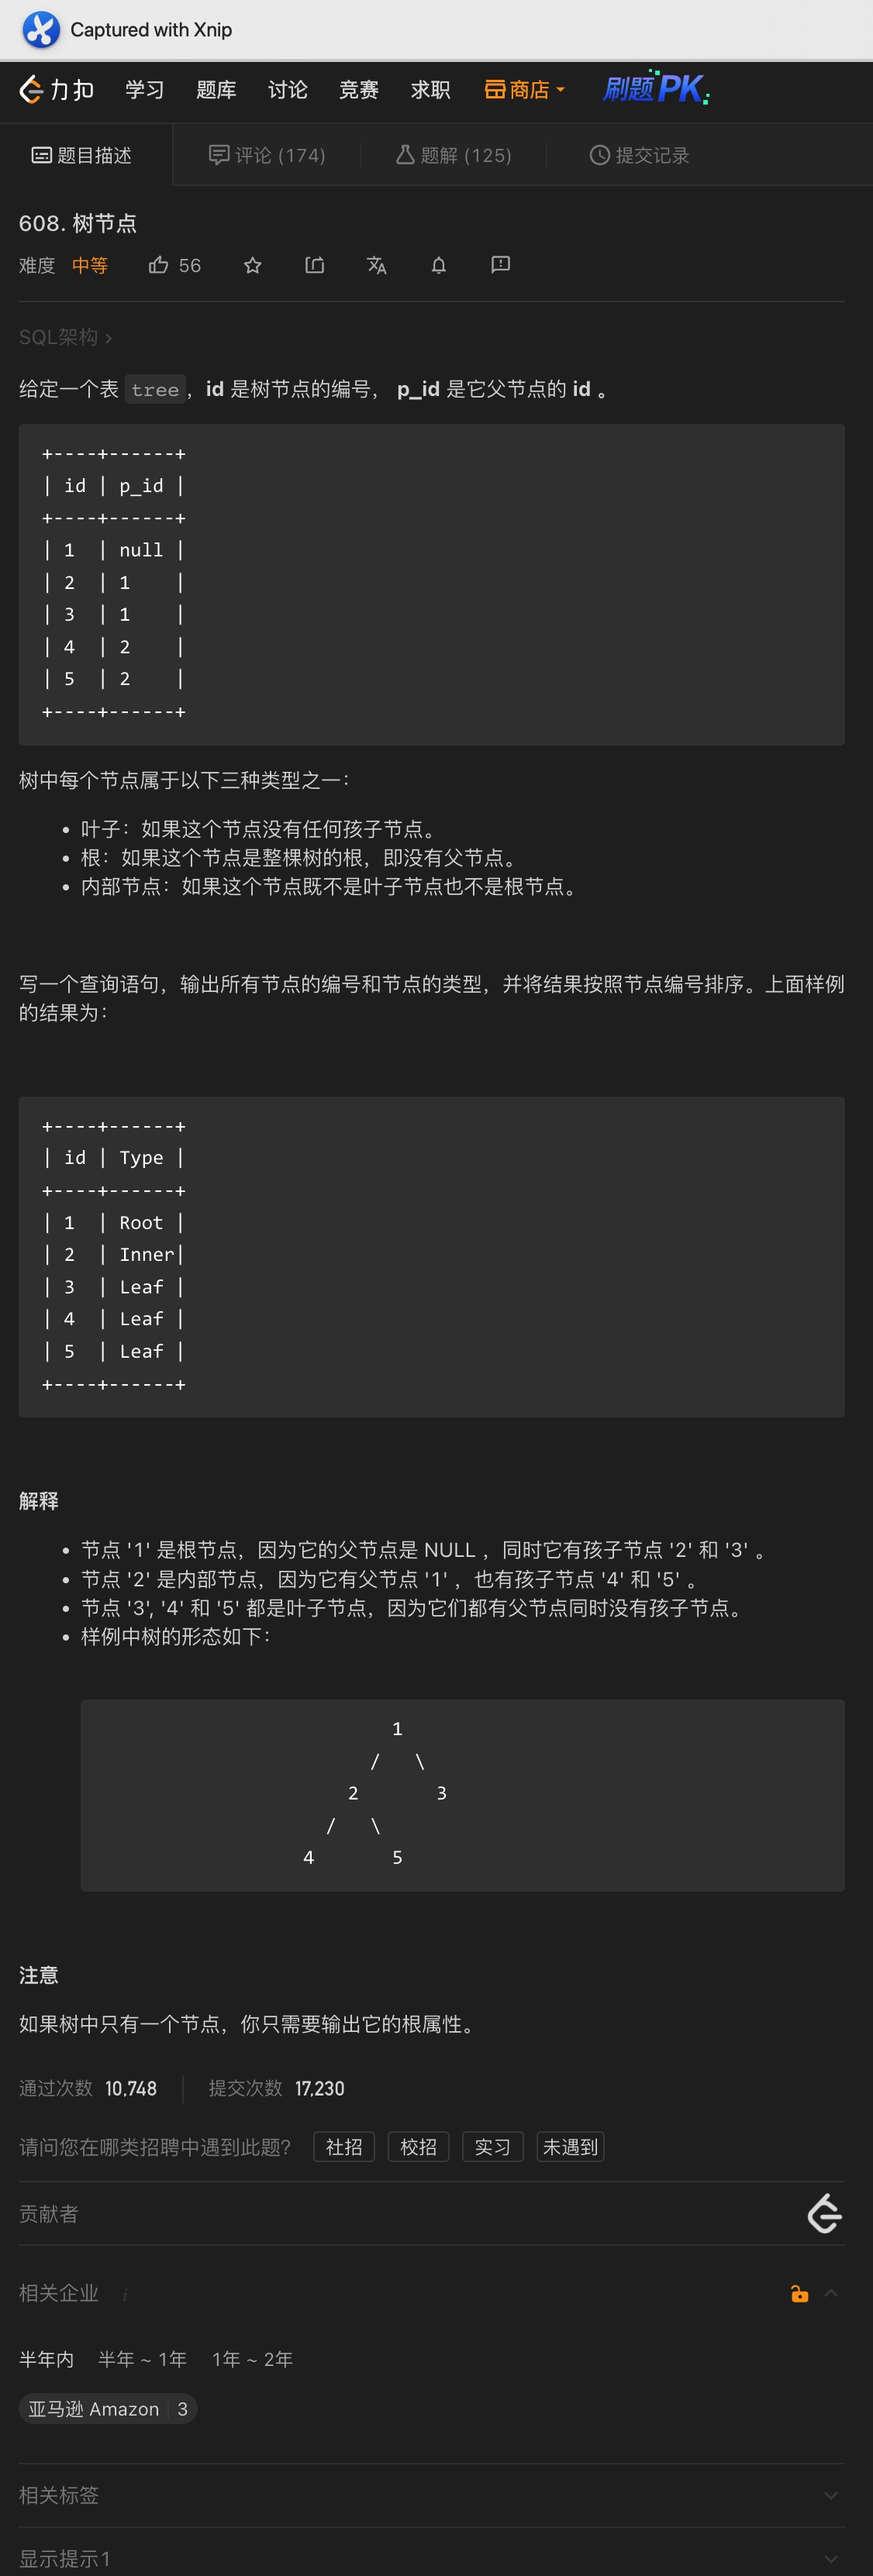 Captured with Xnip
力扣 学习 题库 讨论 竞赛 求职 商店 刷题PK
题目描述 评论 (174) 题解 (125) 提交记录
608. 树节点
难度 中等 56
SQL架构 >
给定一个表 tree，id 是树节点的编号， p_id 是它父节点的 id 。
+----+------+
| id | p_id |
+----+------+
| 1  | null |
| 2  | 1    |
| 3  | 1    |
| 4  | 2    |
| 5  | 2    |
+----+------+
树中每个节点属于以下三种类型之一：
• 叶子：如果这个节点没有任何孩子节点。
• 根：如果这个节点是整棵树的根，即没有父节点。
• 内部节点：如果这个节点既不是叶子节点也不是根节点。
写一个查询语句，输出所有节点的编号和节点的类型，并将结果按照节点编号排序。上面样例
的结果为：
+----+------+
| id | Type |
+----+------+
| 1  | Root |
| 2  | Inner|
| 3  | Leaf |
| 4  | Leaf |
| 5  | Leaf |
+----+------+
解释
• 节点 '1' 是根节点，因为它的父节点是 NULL ，同时它有孩子节点 '2' 和 '3' 。
• 节点 '2' 是内部节点，因为它有父节点 '1' ，也有孩子节点 '4' 和 '5' 。
• 节点 '3', '4' 和 '5' 都是叶子节点，因为它们都有父节点同时没有孩子节点。
• 样例中树的形态如下：
1
/ \
2 3
/ \
4 5
注意
如果树中只有一个节点，你只需要输出它的根属性。
通过次数 10,748 提交次数 17,230
请问您在哪类招聘中遇到此题？ 社招 校招 实习 未遇到
贡献者
相关企业 i
半年内 半年 ~ 1年 1年 ~ 2年
亚马逊 Amazon 3
相关标签
显示提示1